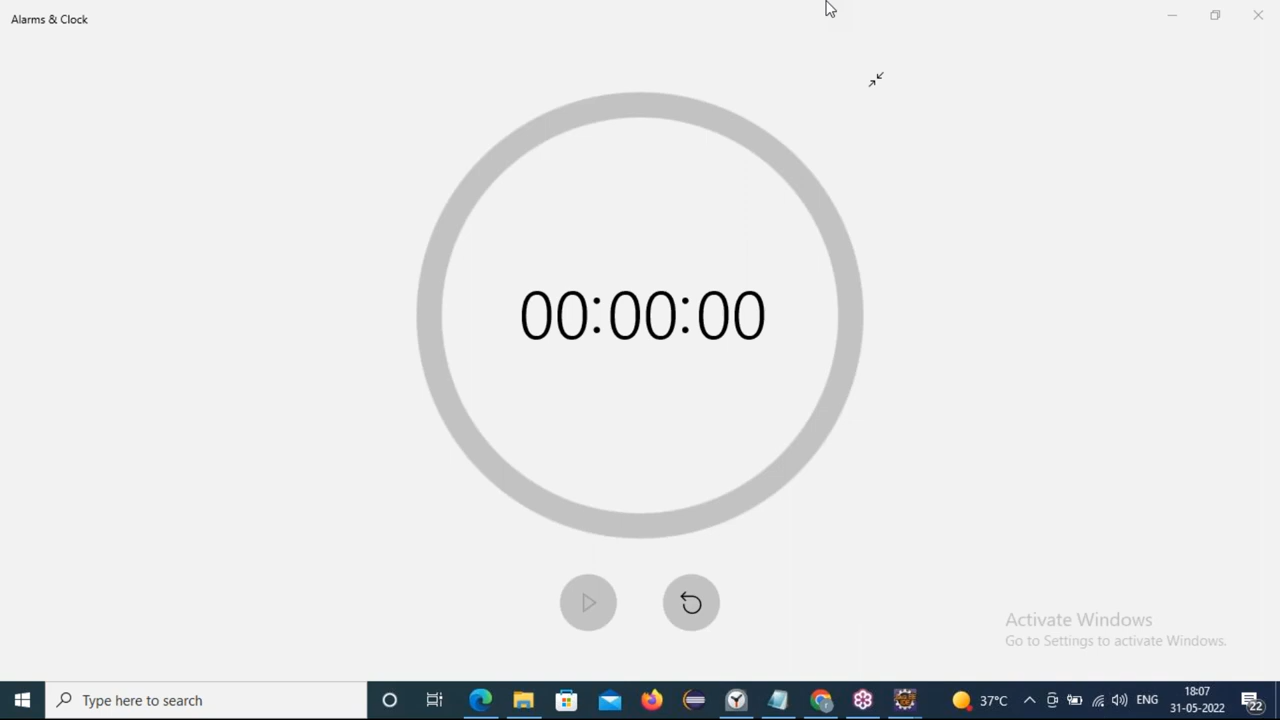 Alarms & Clock
00:00:00
Activate Windows
Go to Settings to activate Windows.
Type here to search
37°C
ENG
18:07
31-05-2022
22